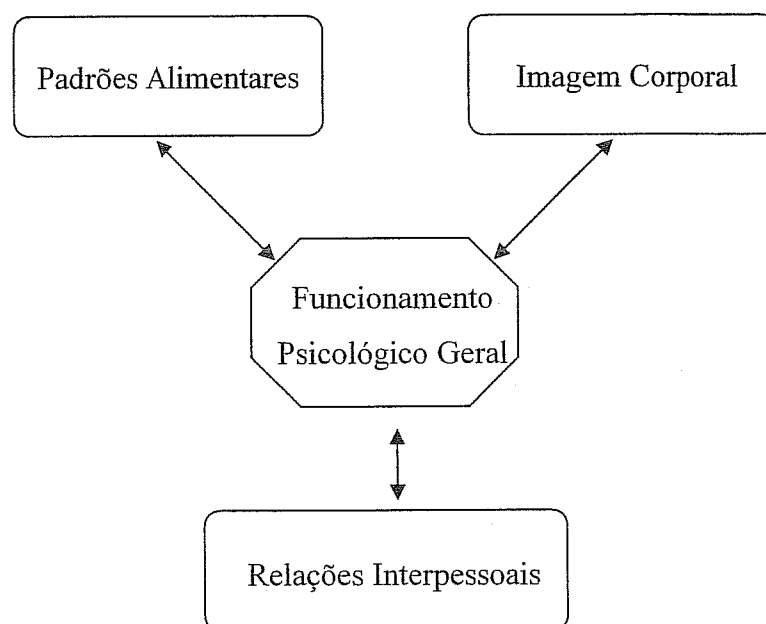 Padrões Alimentares
Imagem Corporal
Funcionamento
Psicológico Geral
Relações Interpessoais